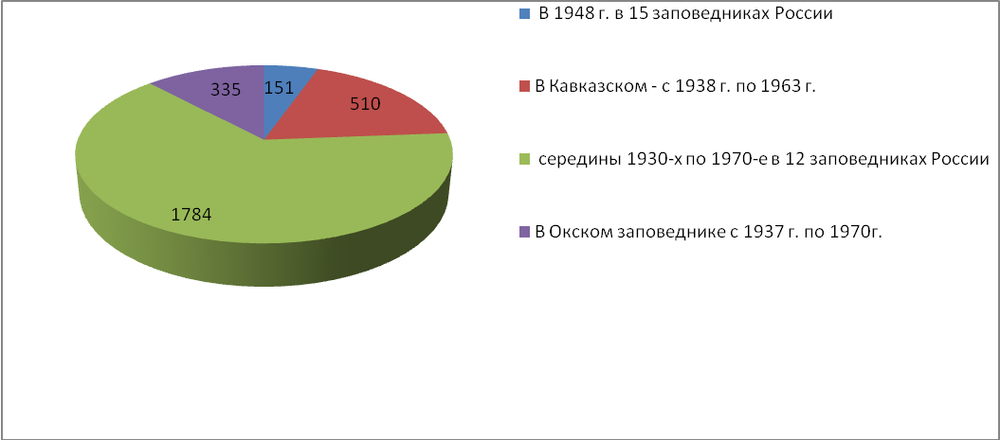 В 1948 г. в 15 заповедниках России
335
151
510
В Кавказском - с 1938 г. по 1963 г.
середины 1930-х по 1970-е в 12 заповедниках России
1784
В Окском заповеднике с 1937 г. по 1970г.